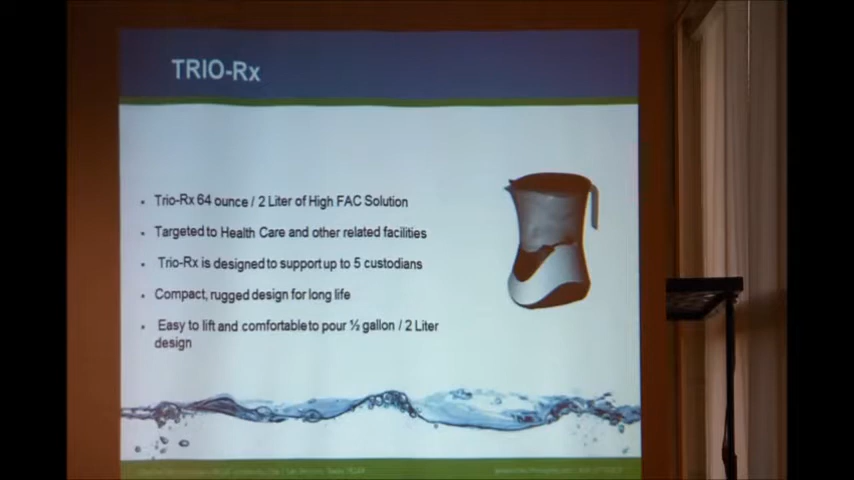 TRIO-Rx
• Trio-Rx 64 ounce / 2 Liter of High FAC Solution
• Targeted to Health Care and other related facilities
• Trio-Rx is designed to support up to 5 custodians
• Compact, rugged design for long life
• Easy to lift and comfortable to pour ½ gallon / 2 Liter
design